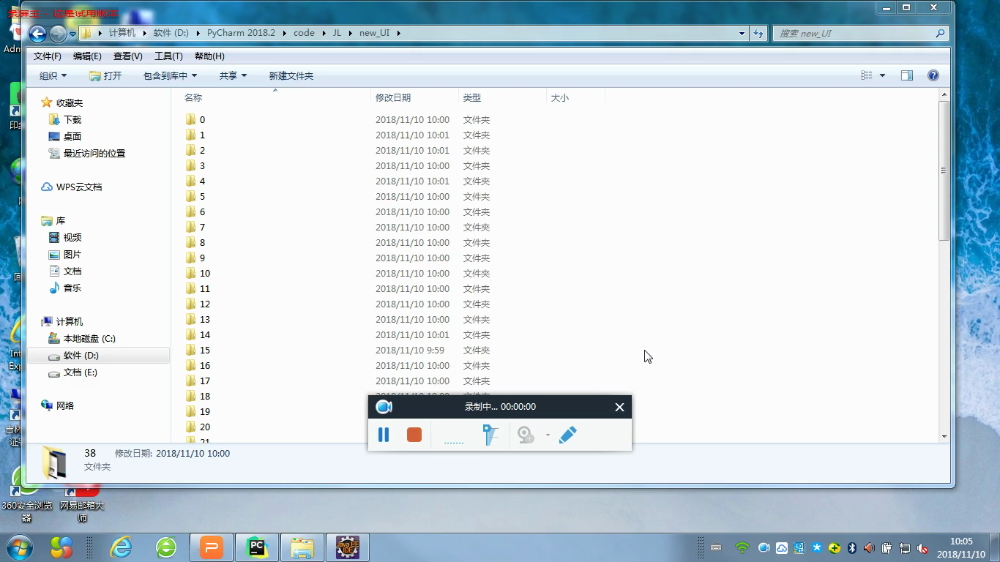 录屏王 - 这是试用版本
计算机 软件 (D:) PyCharm 2018.2 code JL new_UI
搜索 new_UI
文件(F) 编辑(E) 查看(V) 工具(T) 帮助(H)
组织 打开 包含到库中 共享 新建文件夹
名称 修改日期 类型 大小
收藏夹
下载
桌面
最近访问的位置
WPS云文档
库
视频
图片
文档
音乐
计算机
本地磁盘 (C:)
软件 (D:)
文档 (E:)
网络
0 2018/11/10 10:00 文件夹
1 2018/11/10 10:01 文件夹
2 2018/11/10 10:01 文件夹
3 2018/11/10 10:00 文件夹
4 2018/11/10 10:01 文件夹
5 2018/11/10 10:00 文件夹
6 2018/11/10 10:00 文件夹
7 2018/11/10 10:00 文件夹
8 2018/11/10 10:00 文件夹
9 2018/11/10 10:00 文件夹
10 2018/11/10 10:00 文件夹
11 2018/11/10 10:00 文件夹
12 2018/11/10 10:00 文件夹
13 2018/11/10 10:00 文件夹
14 2018/11/10 10:01 文件夹
15 2018/11/10 9:59 文件夹
16 2018/11/10 10:00 文件夹
17 2018/11/10 10:00 文件夹
18
19
20
21
录制中... 00:00:00
38 修改日期: 2018/11/10 10:00
文件夹
Adm
Int
Exp
360安全浏览
器
网易邮箱大
师
PC
Java EE
IDE
10:05
2018/11/10